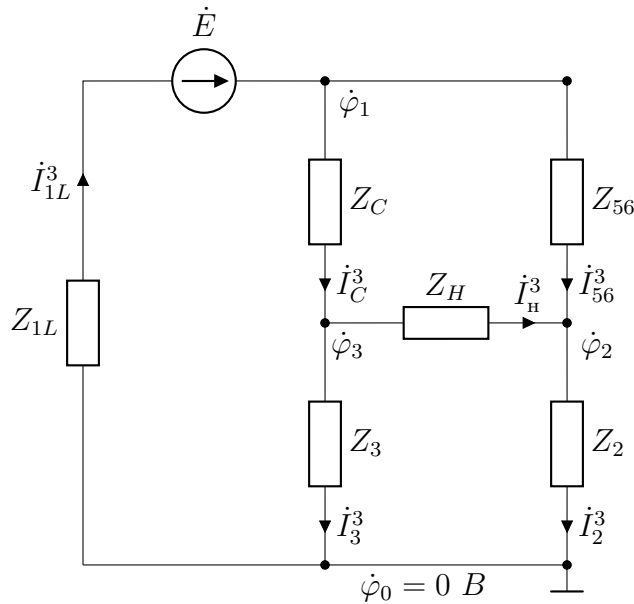 Ė
φ̇₁
İ³₁L
Z_C
Z₅₆
İ³_C
Z_H
İ³_н
İ³₅₆
Z₁L
φ̇₃
φ̇₂
Z₃
Z₂
İ³₃
İ³₂
φ̇₀ = 0 В